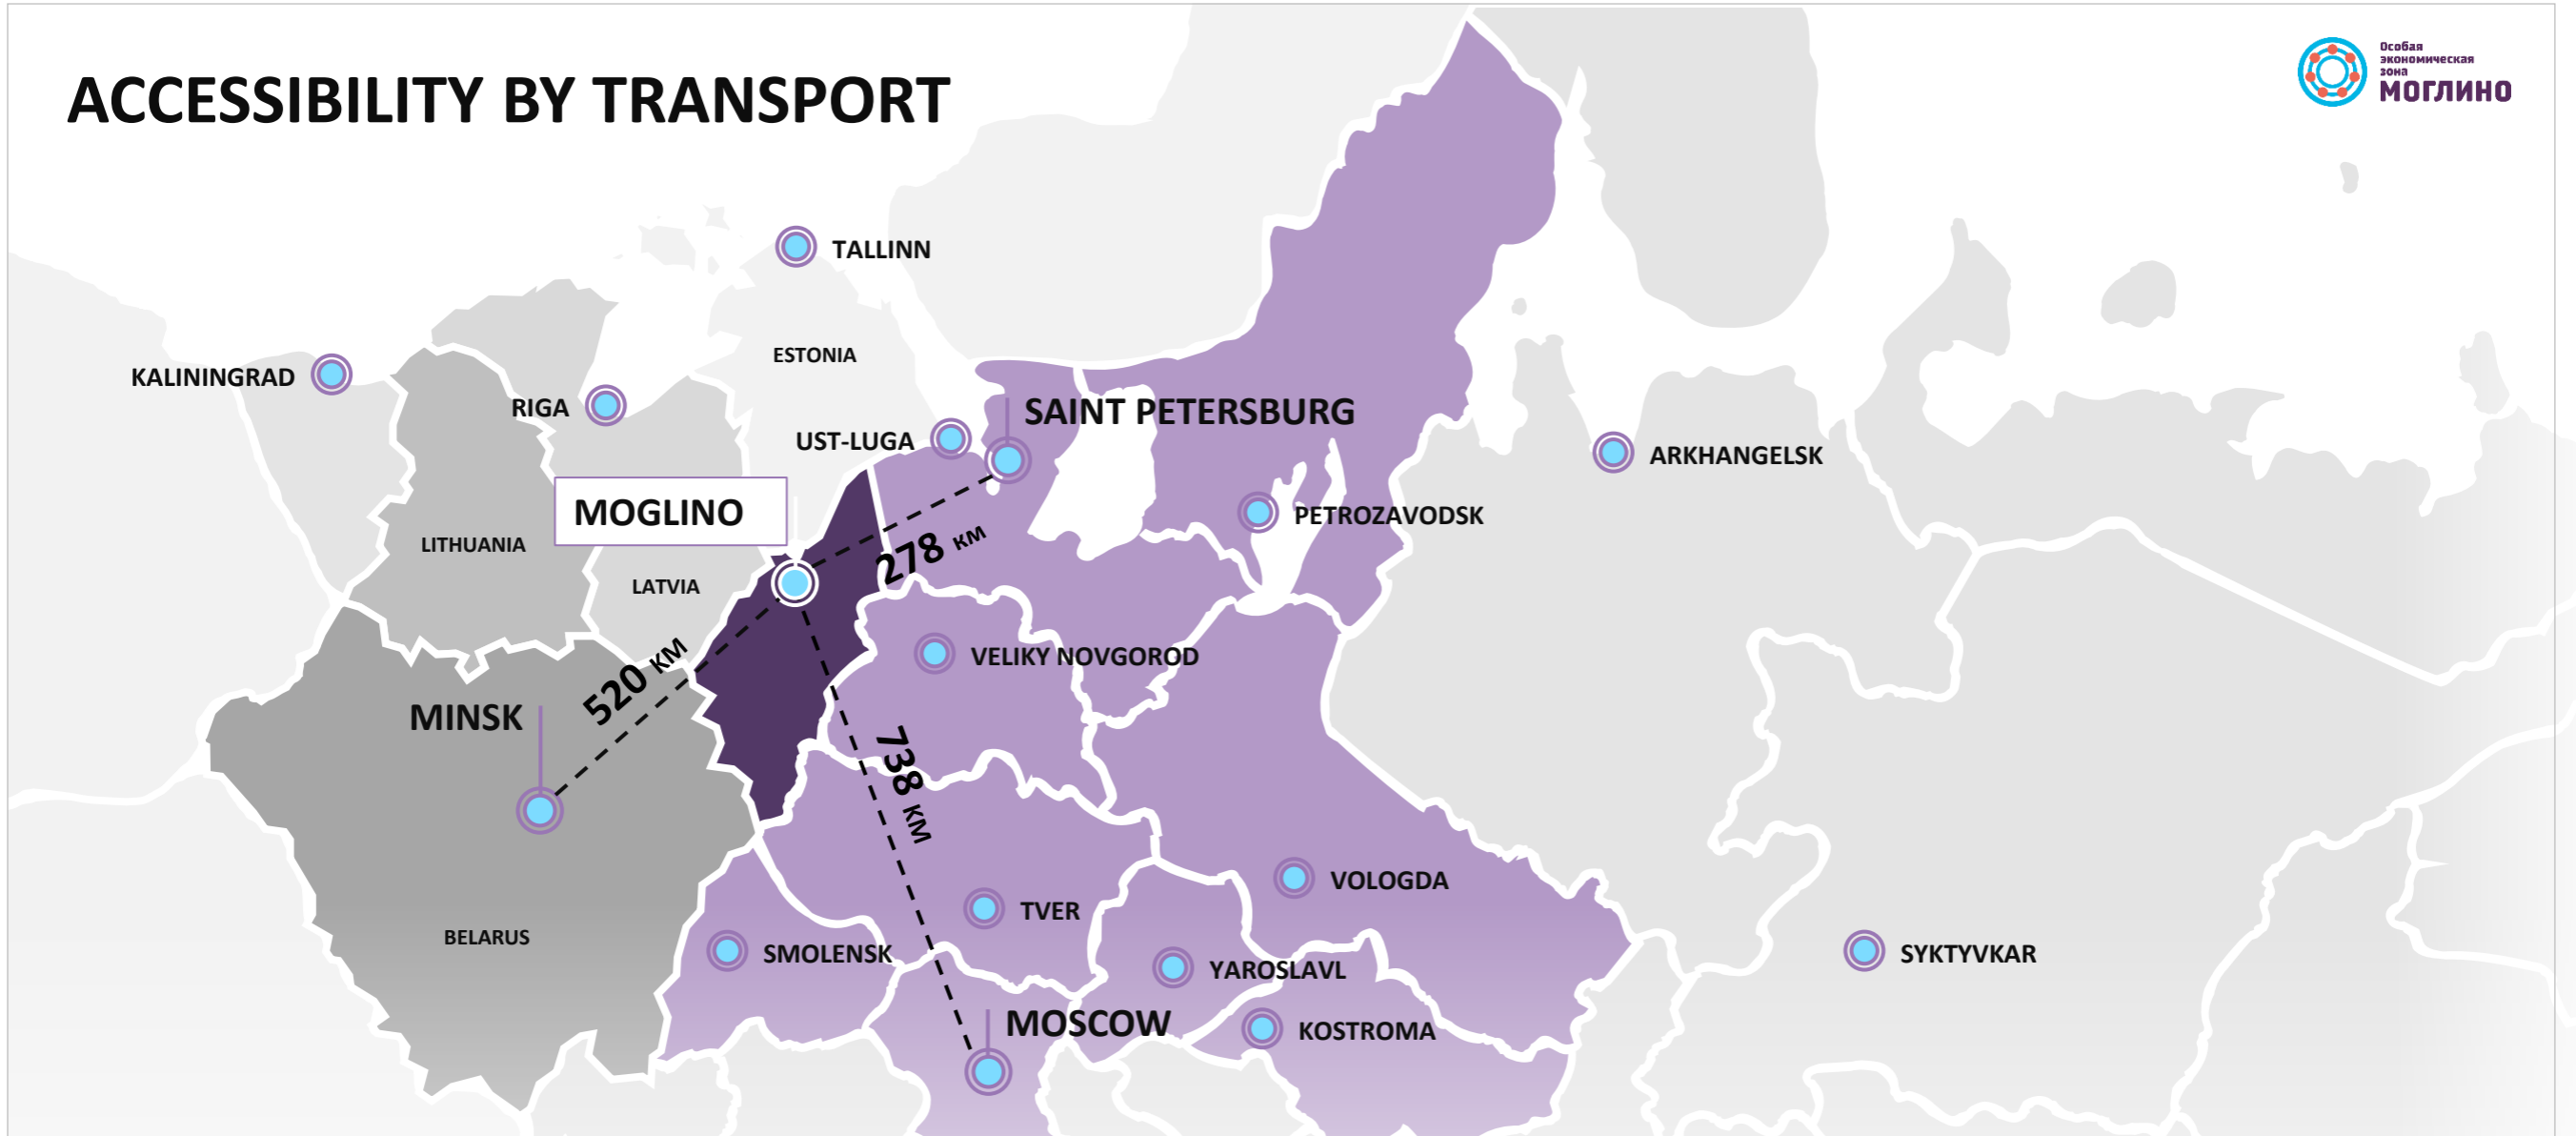 ACCESSIBILITY BY TRANSPORT
Особая
экономическая
зона
МОГЛИНО
TALLINN
ESTONIA
KALININGRAD
RIGA
SAINT PETERSBURG
UST-LUGA
ARKHANGELSK
MOGLINO
PETROZAVODSK
LITHUANIA
278 КМ
LATVIA
VELIKY NOVGOROD
520 КМ
MINSK
738 КМ
VOLOGDA
TVER
BELARUS
SMOLENSK
YAROSLAVL
SYKTYVKAR
MOSCOW
KOSTROMA